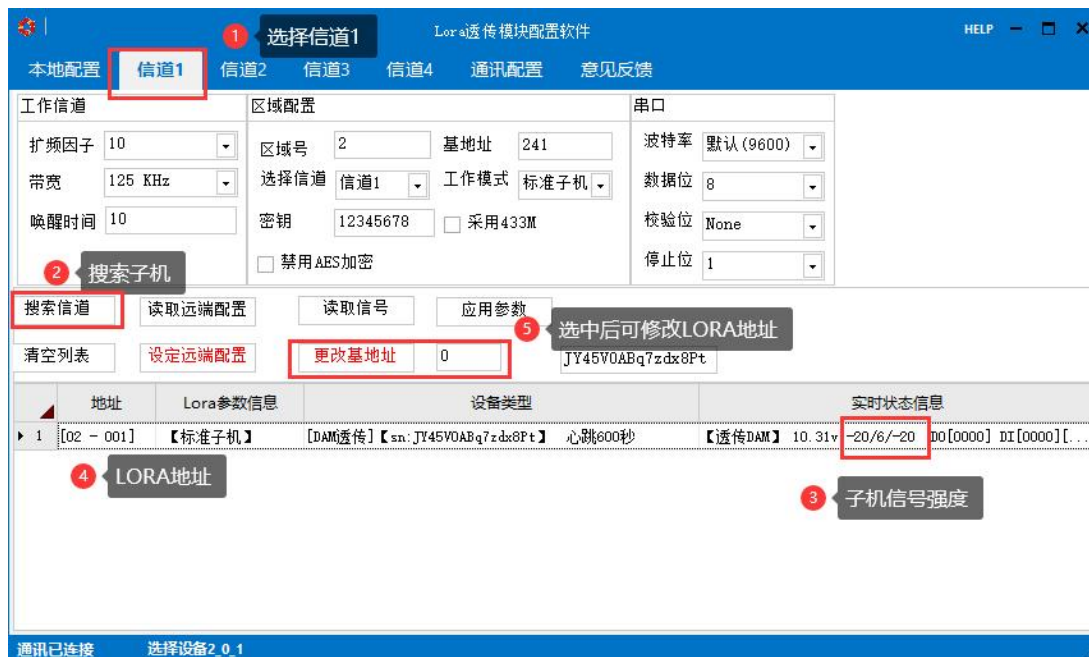 1 选择信道1
Lora透传模块配置软件
HELP
本地配置 信道1 信道2 信道3 信道4 通讯配置 意见反馈
工作信道 区域配置 串口
扩频因子 10 区域号 2 基地址 241 波特率 默认(9600)
带宽 125 KHz 选择信道 信道1 工作模式 标准子机 数据位 8
唤醒时间 10 密钥 12345678 采用433M 校验位 None
禁用AES加密 停止位 1
2 搜索子机
搜索信道 读取远端配置 读取信号 应用参数
5 选中后可修改LORA地址
清空列表 设定远端配置 更改基地址 0 JY45V0ABq7zdx8Pt
地址 Lora参数信息 设备类型 实时状态信息
1 [02 - 001] 【标准子机】 [DAM透传]【sn:JY45V0ABq7zdx8Pt】 心跳600秒 【透传DAM】 10.31v -20/6/-20 DO[0000] DI[0000][...
4 LORA地址
3 子机信号强度
通讯已连接 选择设备2_0_1